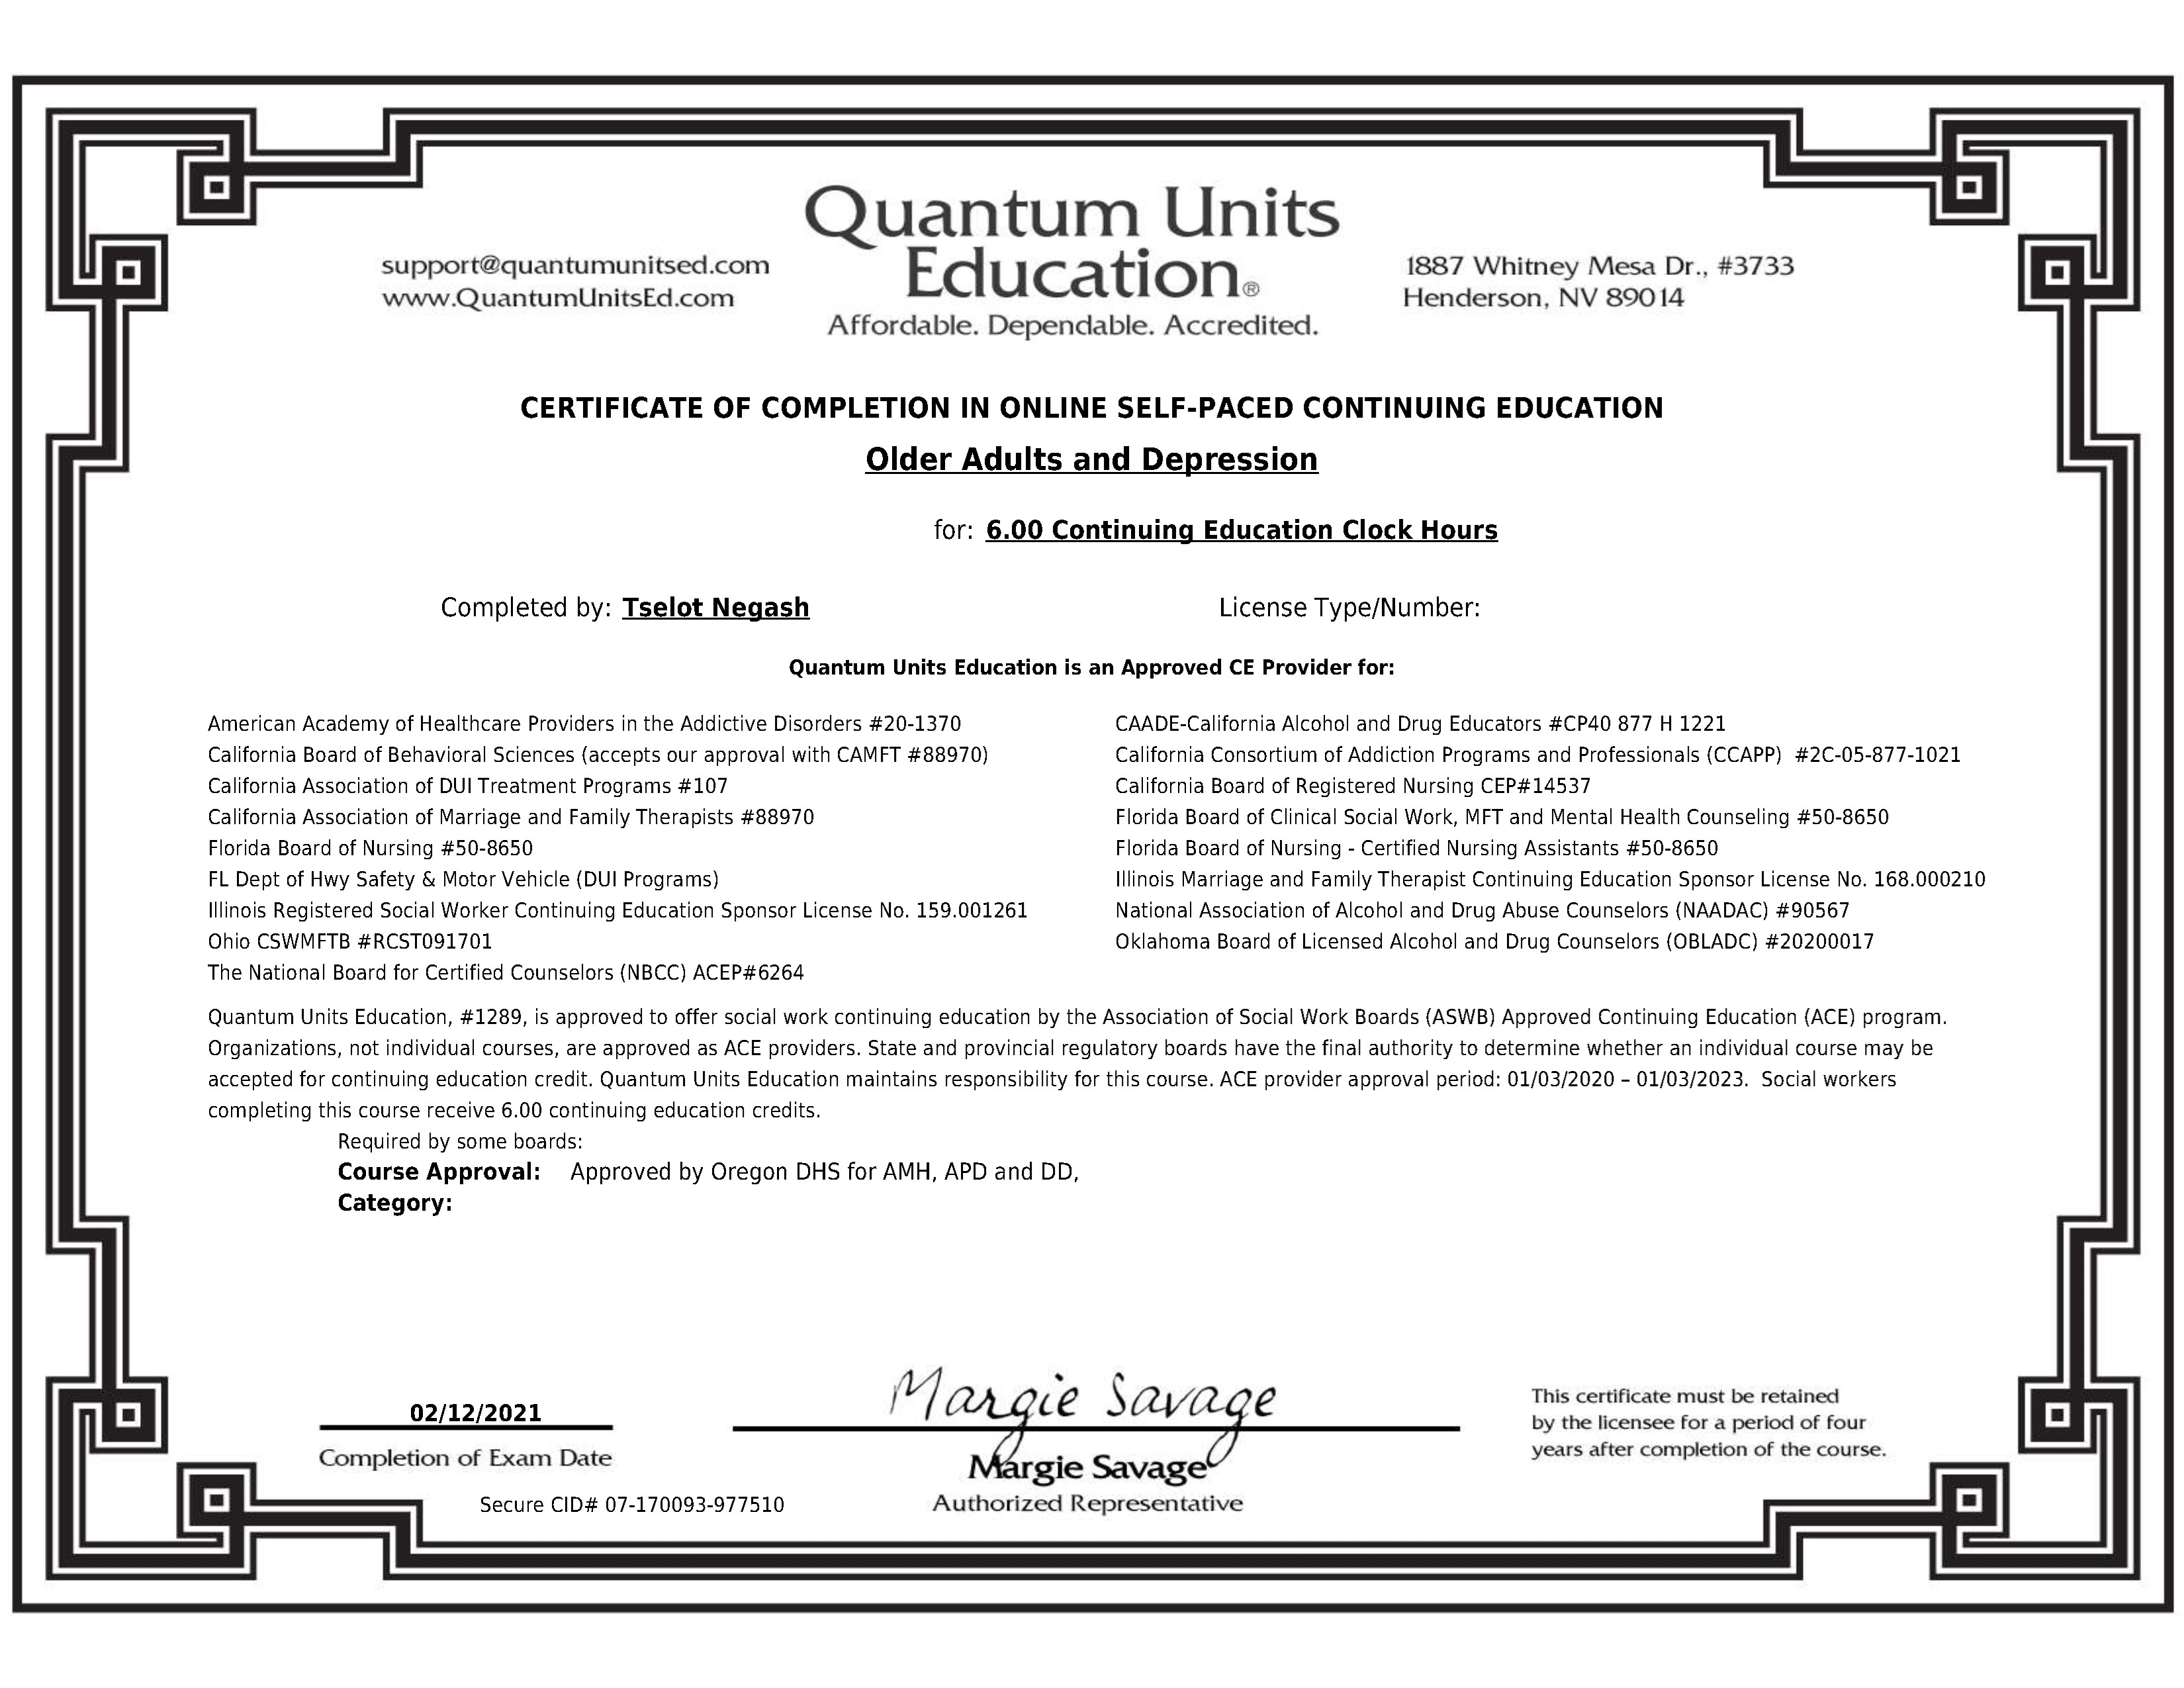 Quantum Units
Education®
Affordable. Dependable. Accredited.
support@quantumunitsed.com
www.QuantumUnitsEd.com
1887 Whitney Mesa Dr., #3733
Henderson, NV 89014
CERTIFICATE OF COMPLETION IN ONLINE SELF-PACED CONTINUING EDUCATION
Older Adults and Depression
for: 6.00 Continuing Education Clock Hours
Completed by: Tselot Negash
License Type/Number:
Quantum Units Education is an Approved CE Provider for:
American Academy of Healthcare Providers in the Addictive Disorders #20-1370
California Board of Behavioral Sciences (accepts our approval with CAMFT #88970)
California Association of DUI Treatment Programs #107
California Association of Marriage and Family Therapists #88970
Florida Board of Nursing #50-8650
FL Dept of Hwy Safety & Motor Vehicle (DUI Programs)
Illinois Registered Social Worker Continuing Education Sponsor License No. 159.001261
Ohio CSWMFTB #RCST091701
The National Board for Certified Counselors (NBCC) ACEP#6264
CAADE-California Alcohol and Drug Educators #CP40 877 H 1221
California Consortium of Addiction Programs and Professionals (CCAPP) #2C-05-877-1021
California Board of Registered Nursing CEP#14537
Florida Board of Clinical Social Work, MFT and Mental Health Counseling #50-8650
Florida Board of Nursing - Certified Nursing Assistants #50-8650
Illinois Marriage and Family Therapist Continuing Education Sponsor License No. 168.000210
National Association of Alcohol and Drug Abuse Counselors (NAADAC) #90567
Oklahoma Board of Licensed Alcohol and Drug Counselors (OBLADC) #20200017
Quantum Units Education, #1289, is approved to offer social work continuing education by the Association of Social Work Boards (ASWB) Approved Continuing Education (ACE) program.
Organizations, not individual courses, are approved as ACE providers. State and provincial regulatory boards have the final authority to determine whether an individual course may be
accepted for continuing education credit. Quantum Units Education maintains responsibility for this course. ACE provider approval period: 01/03/2020 – 01/03/2023. Social workers
completing this course receive 6.00 continuing education credits.
Required by some boards:
Course Approval: Approved by Oregon DHS for AMH, APD and DD,
Category:
02/12/2021
Completion of Exam Date
Secure CID# 07-170093-977510
Margie Savage
Margie Savage
Authorized Representative
This certificate must be retained
by the licensee for a period of four
years after completion of the course.